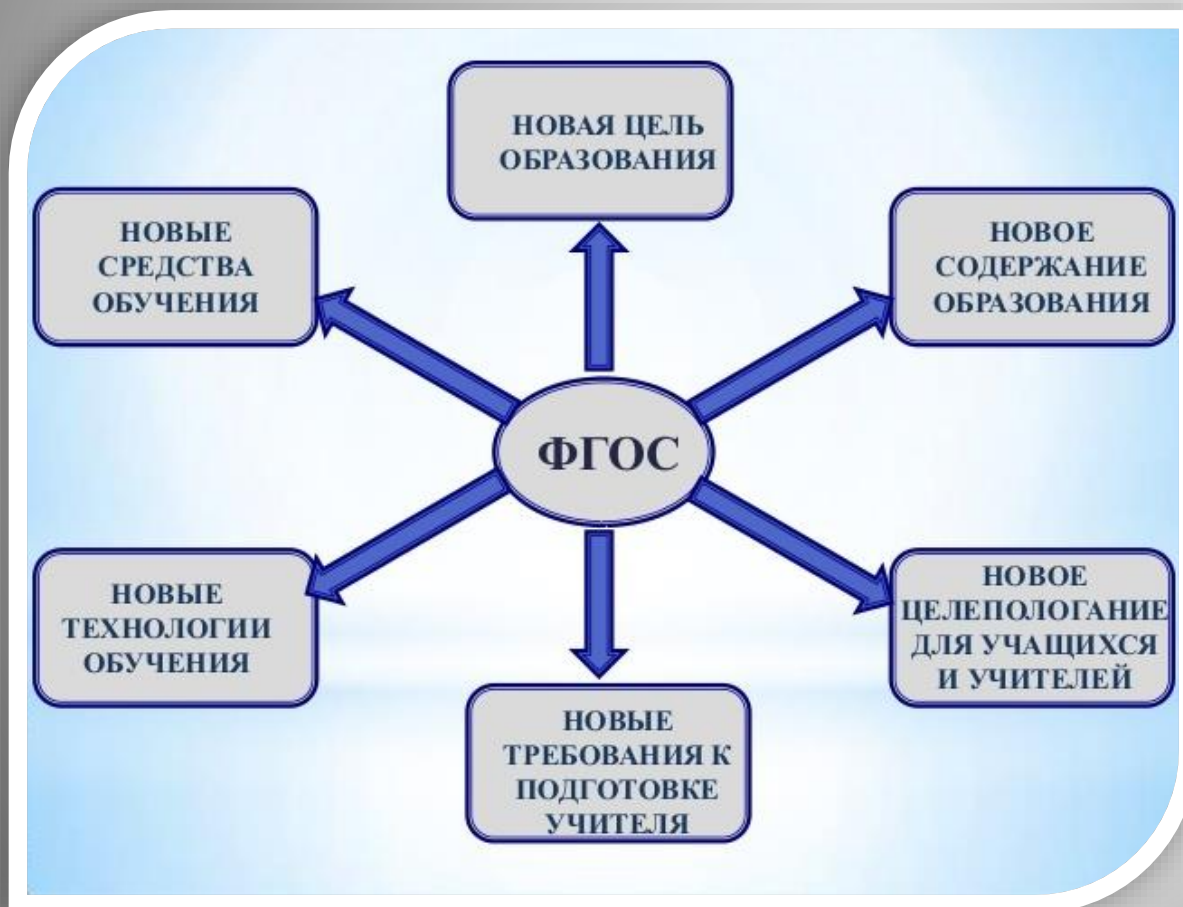 НОВАЯ ЦЕЛЬ
ОБРАЗОВАНИЯ
НОВЫЕ
СРЕДСТВА
ОБУЧЕНИЯ
НОВОЕ
СОДЕРЖАНИЕ
ОБРАЗОВАНИЯ
ФГОС
НОВЫЕ
ТЕХНОЛОГИИ
ОБУЧЕНИЯ
НОВОЕ
ЦЕЛЕПОЛОГАНИЕ
ДЛЯ УЧАЩИХСЯ
И УЧИТЕЛЕЙ
НОВЫЕ
ТРЕБОВАНИЯ К
ПОДГОТОВКЕ
УЧИТЕЛЯ